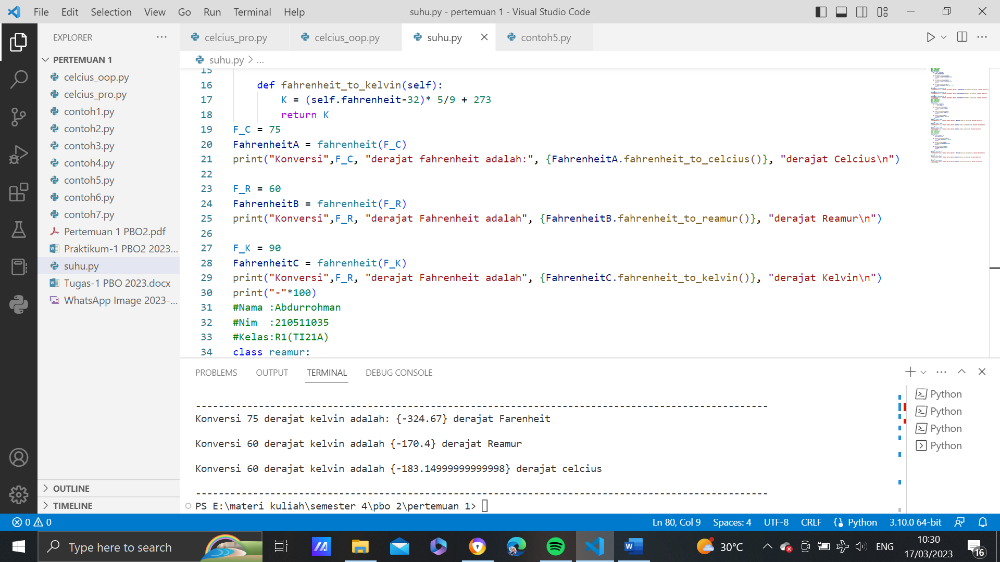 File Edit Selection View Go Run Terminal Help
suhu.py - pertemuan 1 - Visual Studio Code
EXPLORER
PERTEMUAN 1
celcius_oop.py
celcius_pro.py
contoh1.py
contoh2.py
contoh3.py
contoh4.py
contoh5.py
contoh6.py
contoh7.py
Pertemuan 1 PBO2.pdf
Praktikum-1 PBO2 2023...
suhu.py
Tugas-1 PBO 2023.docx
WhatsApp Image 2023-...
OUTLINE
TIMELINE
celcius_pro.py celcius_oop.py suhu.py contoh5.py
suhu.py > ...
15
16 def fahrenheit_to_kelvin(self):
17 K = (self.fahrenheit-32)* 5/9 + 273
18 return K
19 F_C = 75
20 FahrenheitA = fahrenheit(F_C)
21 print("Konversi",F_C, "derajat fahrenheit adalah:", {FahrenheitA.fahrenheit_to_celcius()}, "derajat Celcius\n")
22
23 F_R = 60
24 FahrenheitB = fahrenheit(F_R)
25 print("Konversi",F_R, "derajat Fahrenheit adalah", {FahrenheitB.fahrenheit_to_reamur()}, "derajat Reamur\n")
26
27 F_K = 90
28 FahrenheitC = fahrenheit(F_K)
29 print("Konversi",F_R, "derajat Fahrenheit adalah", {FahrenheitC.fahrenheit_to_kelvin()}, "derajat Kelvin\n")
30 print("-"*100)
31 #Nama :Abdurrohman
32 #Nim  :210511035
33 #Kelas:R1(TI21A)
34 class reamur:
PROBLEMS OUTPUT TERMINAL DEBUG CONSOLE
----------------------------------------------------------------------------------------------------
Konversi 75 derajat kelvin adalah: {-324.67} derajat Farenheit
Konversi 60 derajat kelvin adalah {-170.4} derajat Reamur
Konversi 60 derajat kelvin adalah {-183.14999999999998} derajat celcius
----------------------------------------------------------------------------------------------------
PS E:\materi kuliah\semester 4\pbo 2\pertemuan 1>
Python
Python
Python
Python
0 0 Ln 80, Col 9 Spaces: 4 UTF-8 CRLF Python 3.10.0 64-bit
Type here to search
30°C ENG
10:30
17/03/2023
16